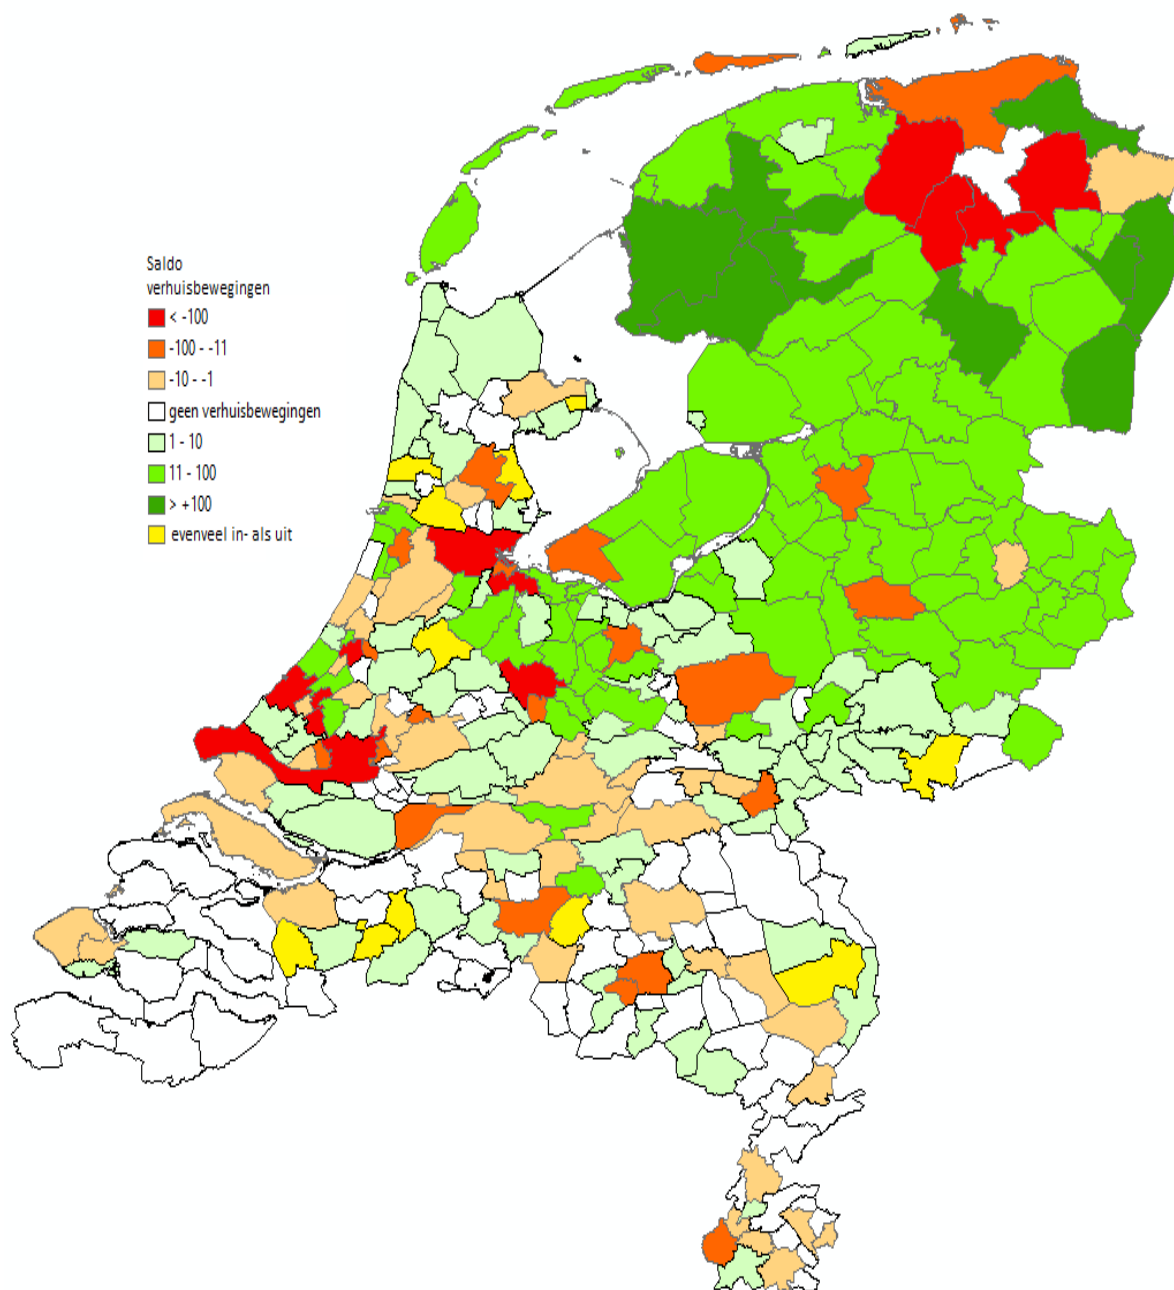 Saldo
verhuisbewegingen
< -100
-100 - -11
-10 - -1
geen verhuisbewegingen
1 - 10
11 - 100
> +100
evenveel in- als uit